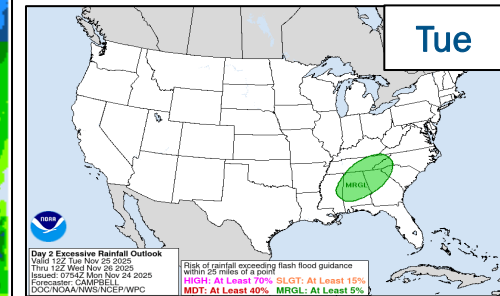 Tue
MRGL
NOAA
Day 2 Excessive Rainfall Outlook
Valid 12Z Tue Nov 25 2025
Thru 12Z Wed Nov 26 2025
Issued: 0754Z Mon Nov 24 2025
Forecaster: CAMPBELL
DOC/NOAA/NWS/NCEP/WPC
Risk of rainfall exceeding flash flood guidance
within 25 miles of a point
HIGH: At Least 70% SLGT: At Least 15%
MDT: At Least 40% MRGL: At Least 5%